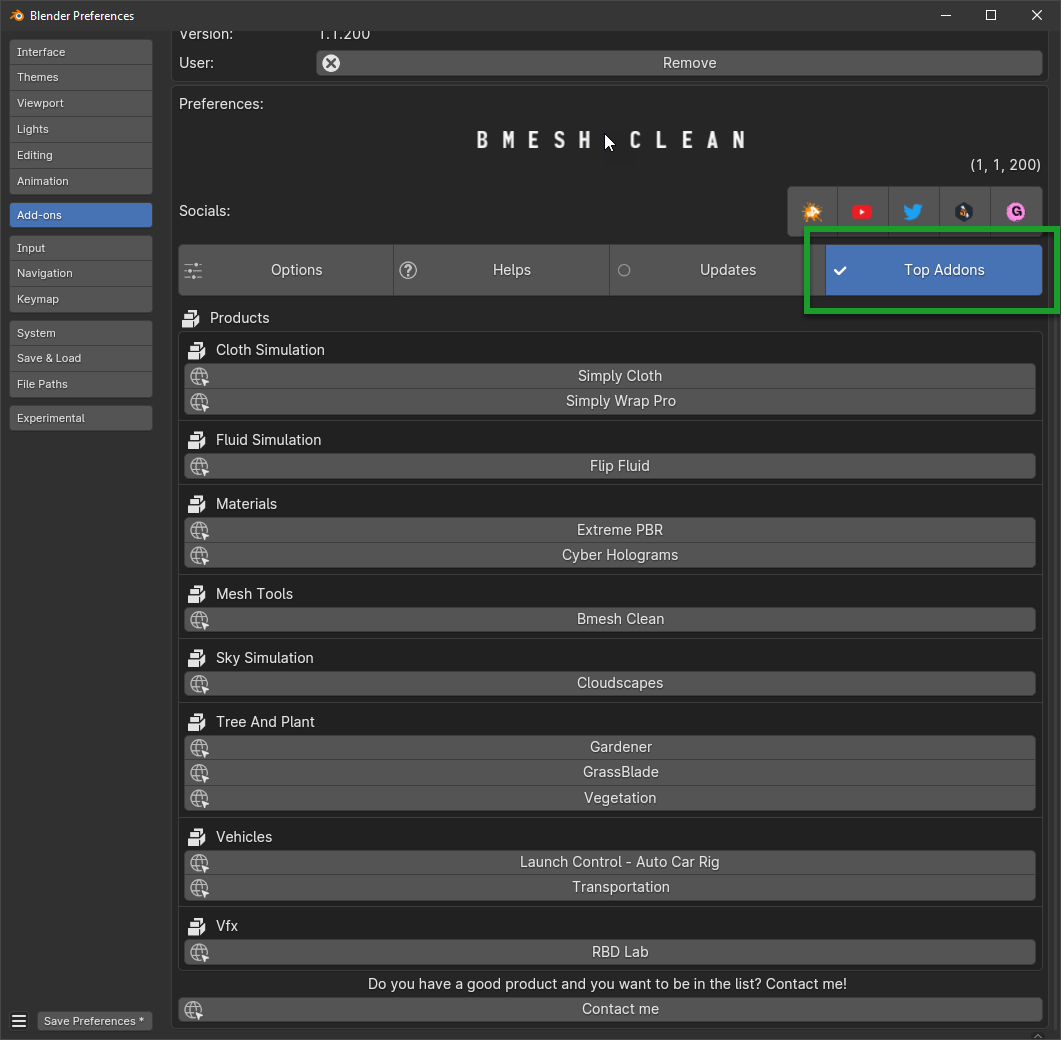 Blender Preferences
Interface
Themes
Viewport
Lights
Editing
Animation
Add-ons
Input
Navigation
Keymap
System
Save & Load
File Paths
Experimental
Save Preferences *
Version: 1.1.200
User: Remove
Preferences:
BMESH CLEAN
(1, 1, 200)
Socials:
G
Options Helps Updates Top Addons
Products
Cloth Simulation
Simply Cloth
Simply Wrap Pro
Fluid Simulation
Flip Fluid
Materials
Extreme PBR
Cyber Holograms
Mesh Tools
Bmesh Clean
Sky Simulation
Cloudscapes
Tree And Plant
Gardener
GrassBlade
Vegetation
Vehicles
Launch Control - Auto Car Rig
Transportation
Vfx
RBD Lab
Do you have a good product and you want to be in the list? Contact me!
Contact me